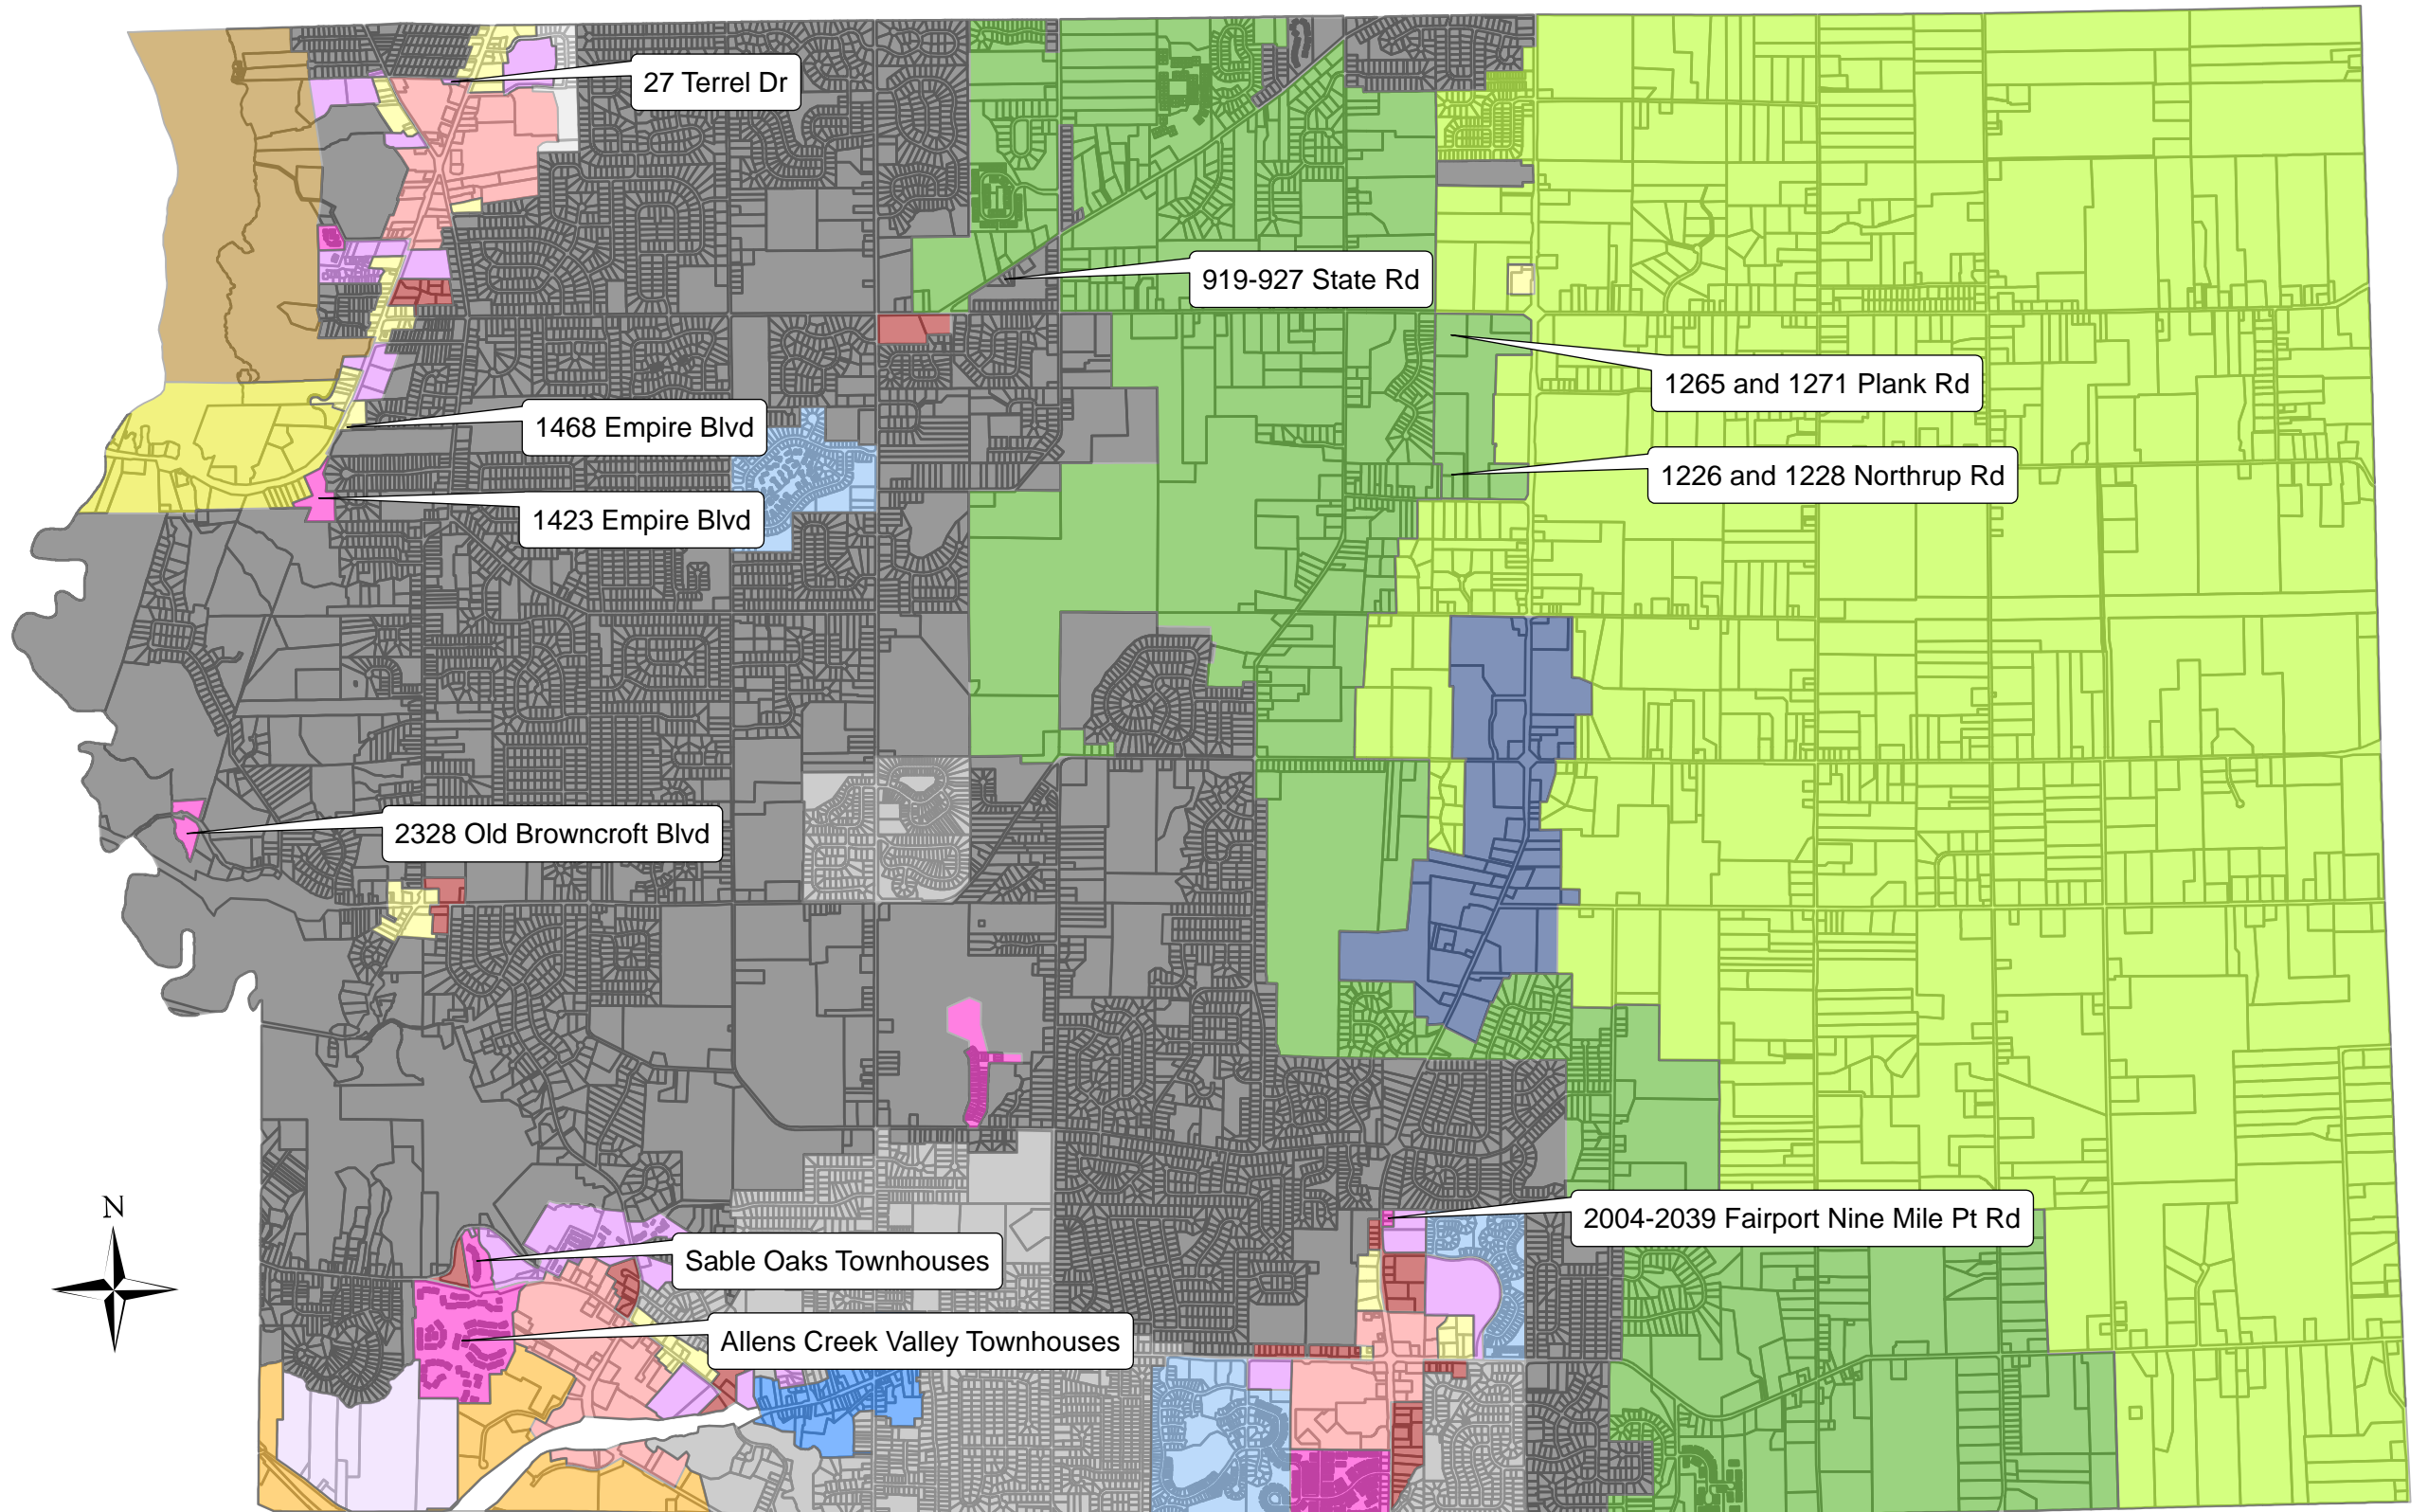 27 Terrel Dr
919-927 State Rd
1265 and 1271 Plank Rd
1468 Empire Blvd
1226 and 1228 Northrup Rd
1423 Empire Blvd
2328 Old Browncroft Blvd
N
2004-2039 Fairport Nine Mile Pt Rd
Sable Oaks Townhouses
Allens Creek Valley Townhouses